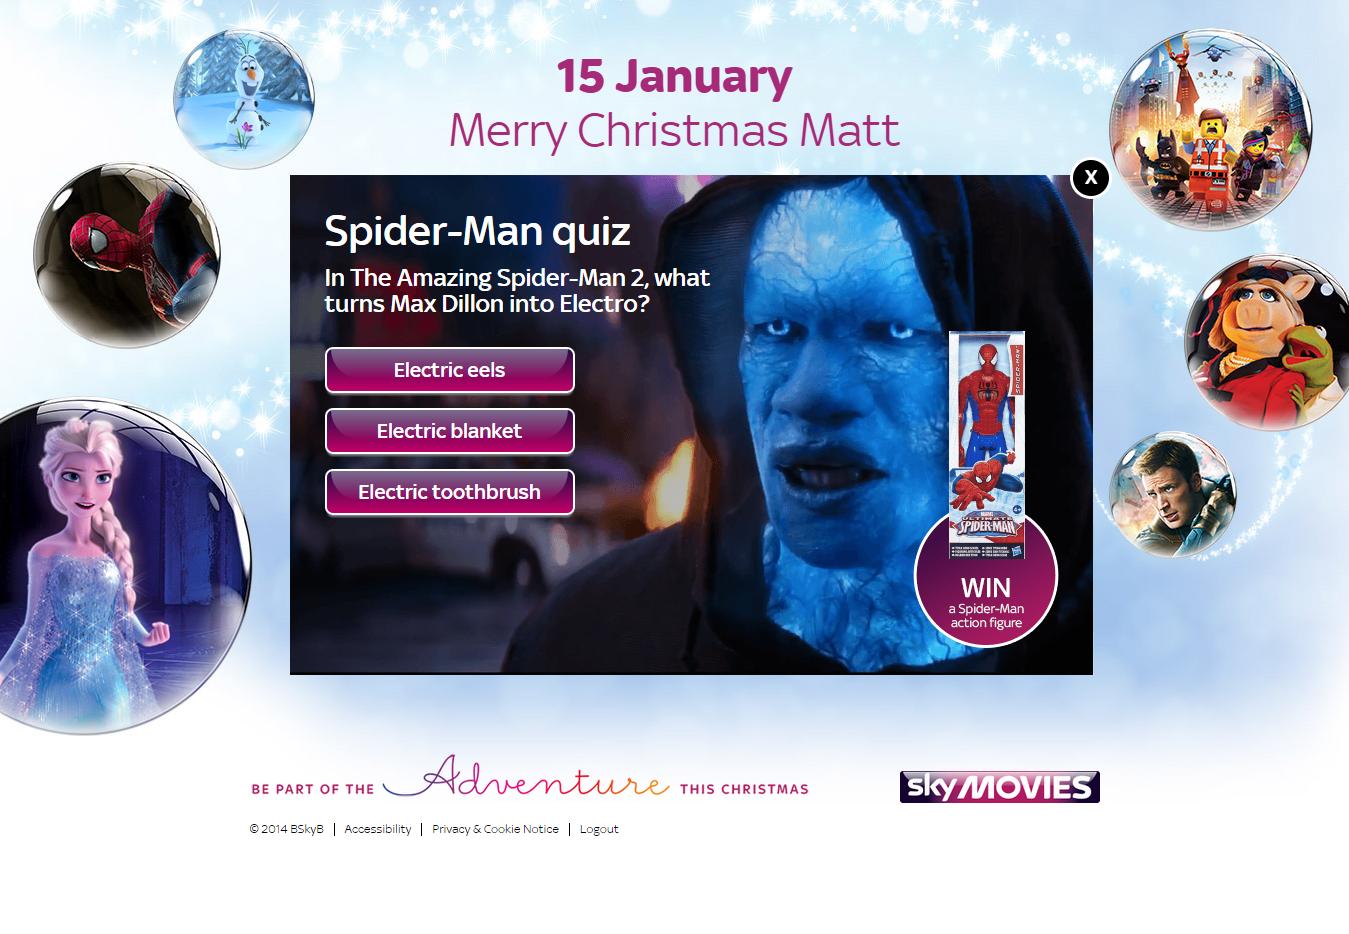 15 January
Merry Christmas Matt
X
Spider-Man quiz
In The Amazing Spider-Man 2, what
turns Max Dillon into Electro?
Electric eels
Electric blanket
Electric toothbrush
MARVEL
ULTIMATE
SPIDER-MAN
4+
WIN
a Spider-Man
action figure
BE PART OF THE Adventure THIS CHRISTMAS
sky MOVIES
© 2014 BSkyB | Accessibility | Privacy & Cookie Notice | Logout